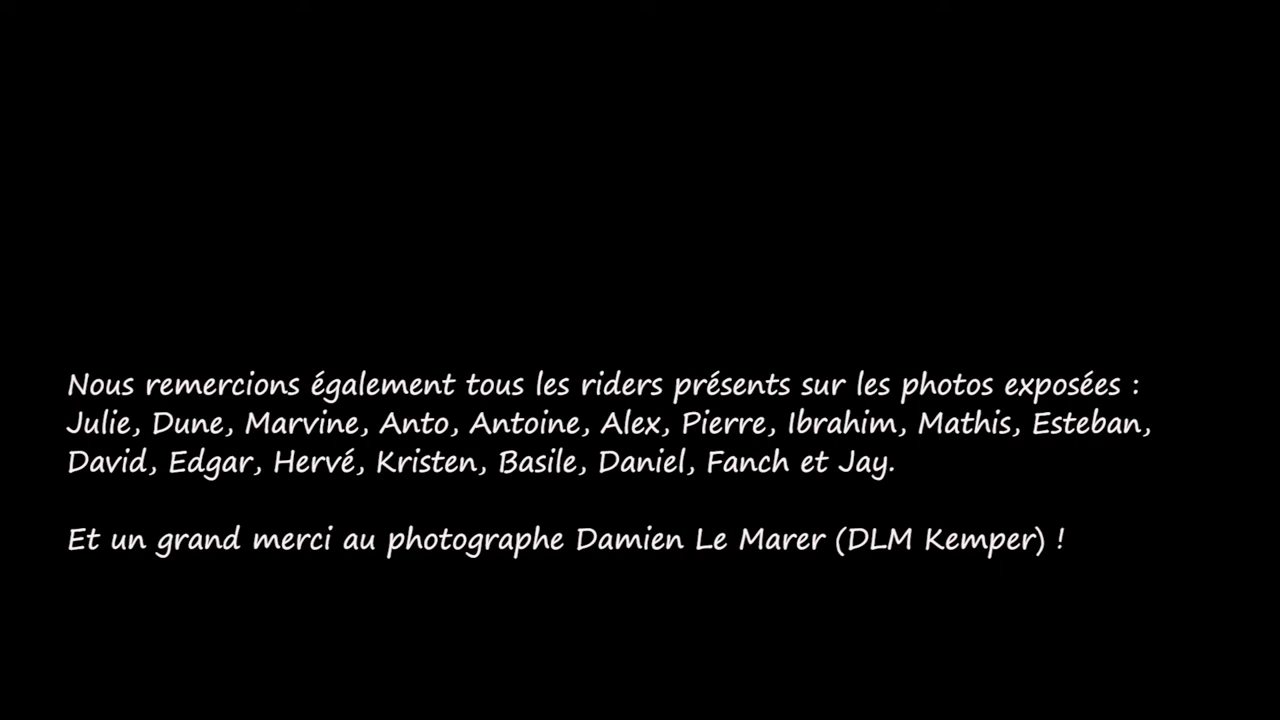 Nous remercions également tous les riders présents sur les photos exposées :
Julie, Dune, Marvine, Anto, Antoine, Alex, Pierre, Ibrahim, Mathis, Esteban,
David, Edgar, Hervé, Kristen, Basile, Daniel, Fanch et Jay.
Et un grand merci au photographe Damien Le Marer (DLM Kemper) !